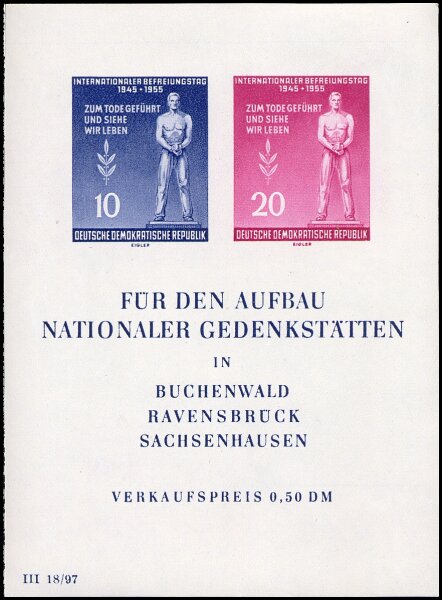 INTERNATIONALER BEFREIUNGSTAG
1945 • 1955
ZUM TODE GEFÜHRT
UND SIEHE
WIR LEBEN
10
DEUTSCHE DEMOKRATISCHE REPUBLIK
EIGLER
INTERNATIONALER BEFREIUNGSTAG
1945 • 1955
ZUM TODE GEFÜHRT
UND SIEHE
WIR LEBEN
20
DEUTSCHE DEMOKRATISCHE REPUBLIK
EIGLER
FÜR DEN AUFBAU
NATIONALER GEDENKSTÄTTEN
IN
BUCHENWALD
RAVENSBRÜCK
SACHSENHAUSEN
VERKAUFSPREIS 0,50 DM
III 18/97